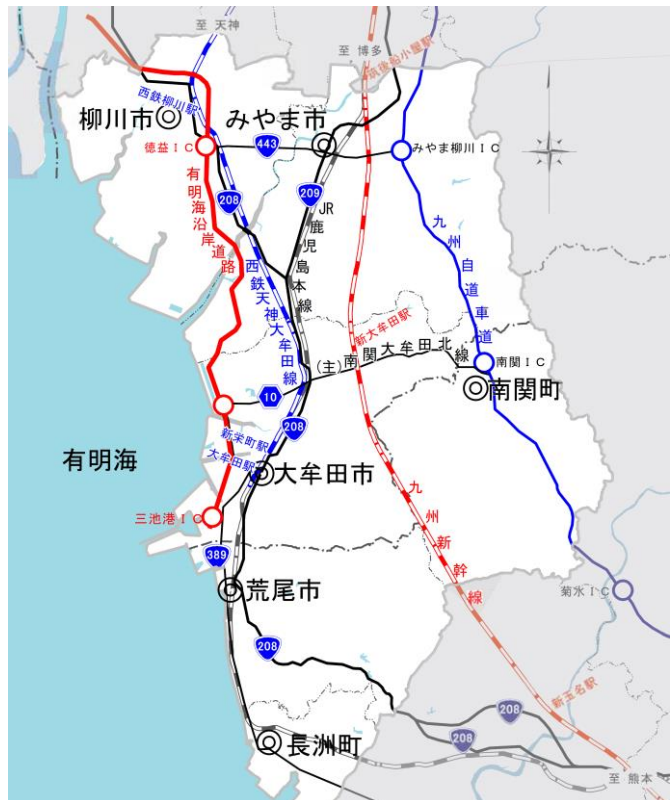 至 天神
至 博多
筑後船小屋駅
西鉄柳川駅
柳川市
みやま市
徳益IC
443
みやま柳川IC
有明海沿岸道路
208
209
JR鹿児島本線
九州自動車道
西鉄天神大牟田線
新大牟田駅
(主)南関大牟田北線
南関IC
南関町
10
208
新栄町駅
大牟田駅
有明海
大牟田市
九州新幹線
三池港IC
389
荒尾市
菊水IC
208
新玉名駅
208
208
長洲町
至 熊本